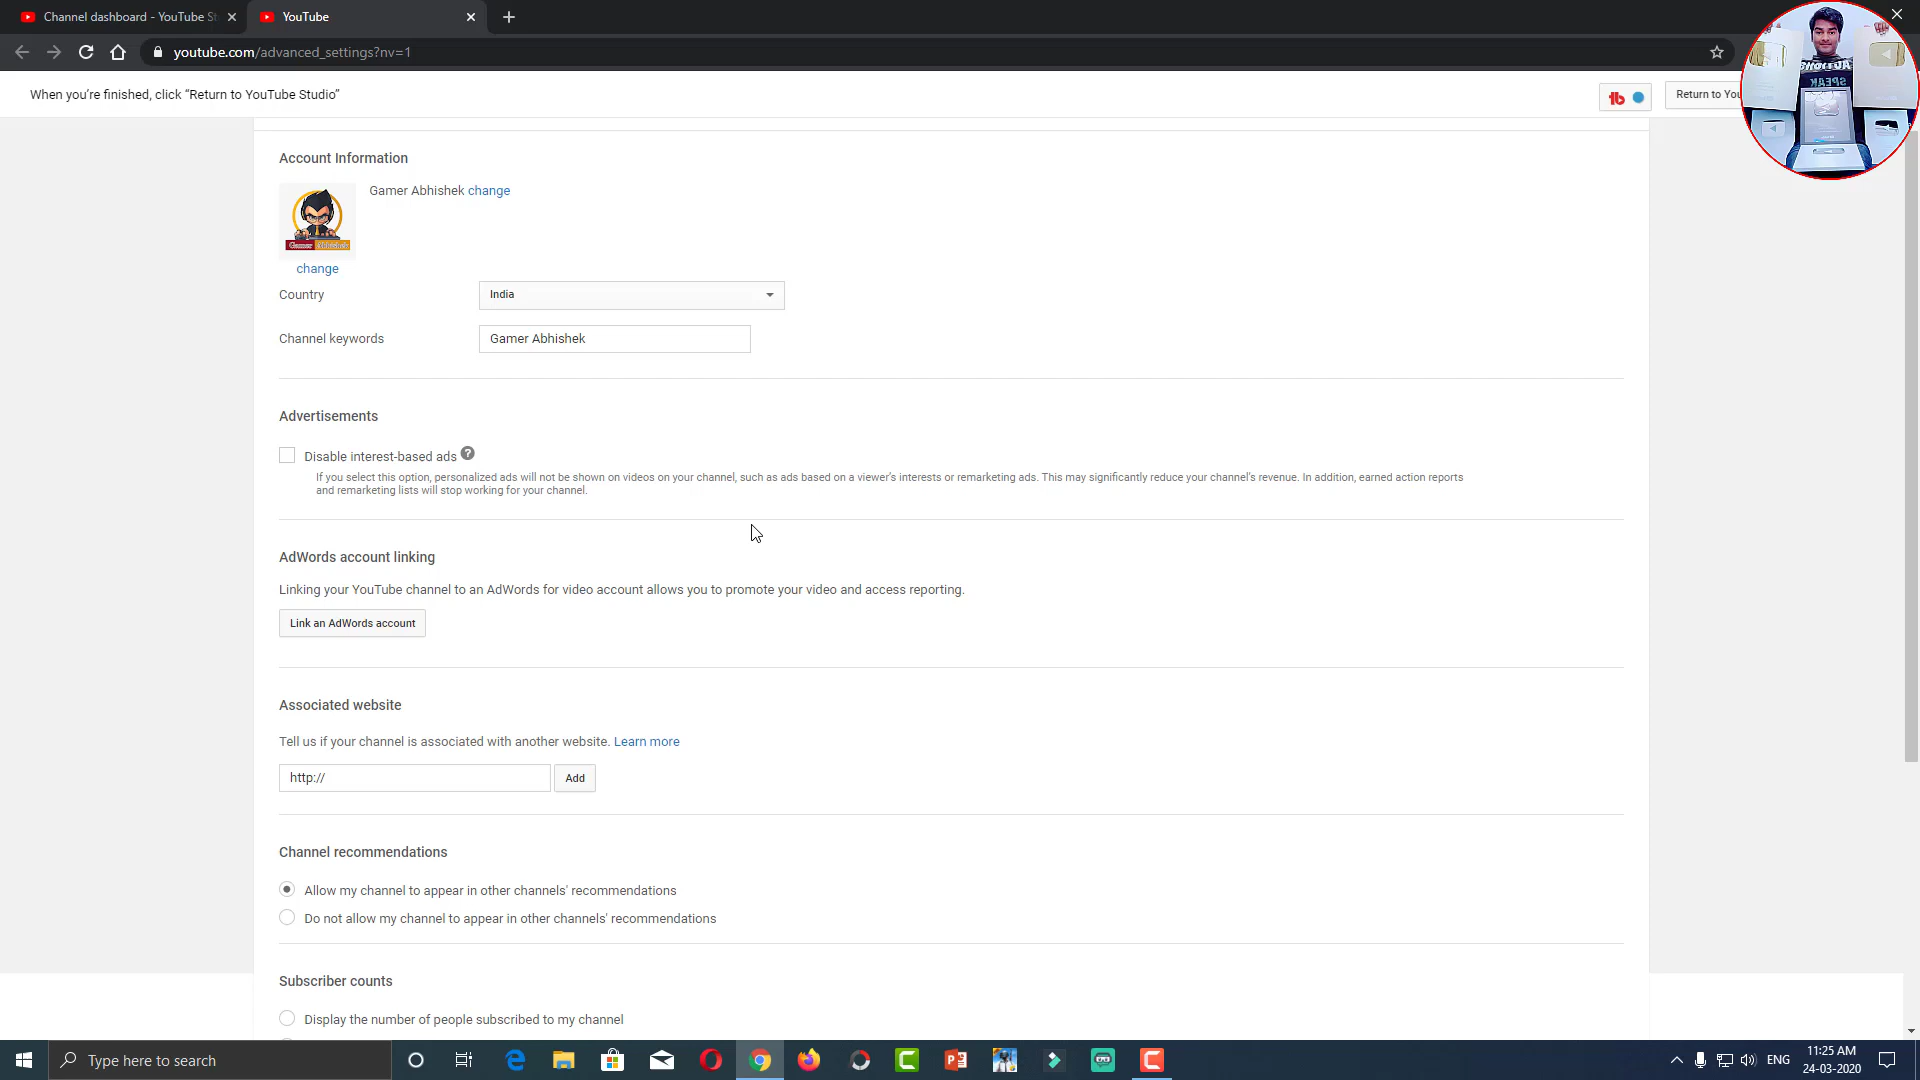 Channel dashboard - YouTube St
YouTube
youtube.com/advanced_settings?nv=1
When you're finished, click "Return to YouTube Studio"
Return to You
Account Information
Gamer Abhishek change
Gamer Abhishek
change
Country
India
Channel keywords
Gamer Abhishek
Advertisements
Disable interest-based ads ?
If you select this option, personalized ads will not be shown on videos on your channel, such as ads based on a viewer's interests or remarketing ads. This may significantly reduce your channel's revenue. In addition, earned action reports
and remarketing lists will stop working for your channel.
AdWords account linking
Linking your YouTube channel to an AdWords for video account allows you to promote your video and access reporting.
Link an AdWords account
Associated website
Tell us if your channel is associated with another website. Learn more
http://
Add
Channel recommendations
Allow my channel to appear in other channels' recommendations
Do not allow my channel to appear in other channels' recommendations
Subscriber counts
Display the number of people subscribed to my channel
Type here to search
ENG
11:25 AM
24-03-2020